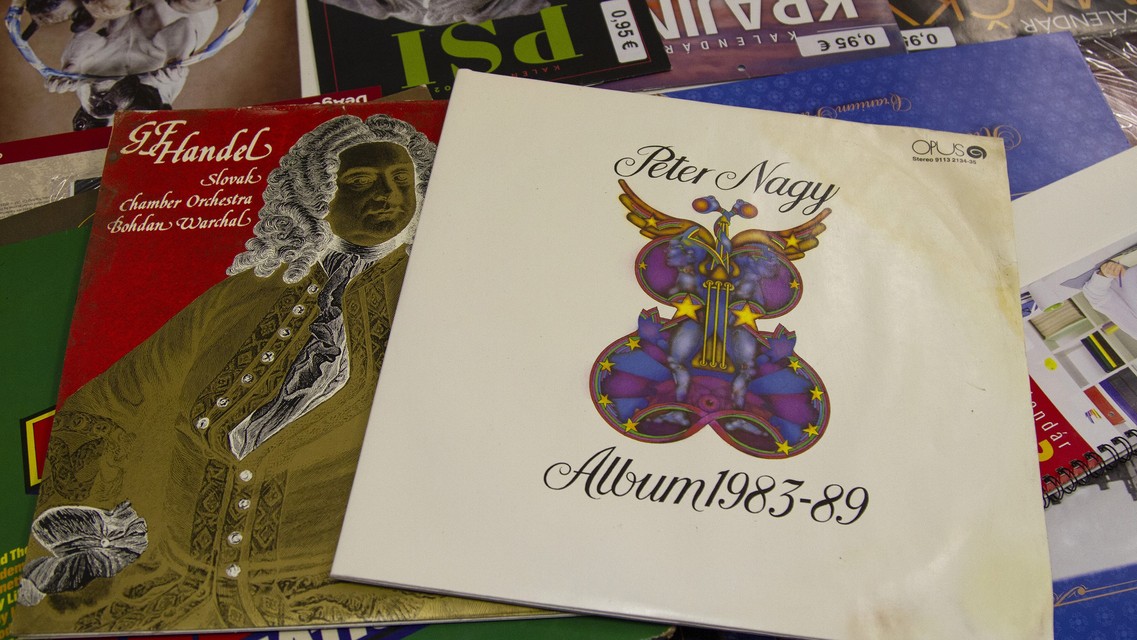 PSI
KALENDÁR
0,95 €
KRAJIN
KALENDÁR
0,95 €
0,95 €
KALENDÁR
G.F. Handel
Slovak
Chamber Orchestra
Bohdan Warchal
Peter Nagy
OPUS
Stereo 9113 2134-35
Album 1983-89